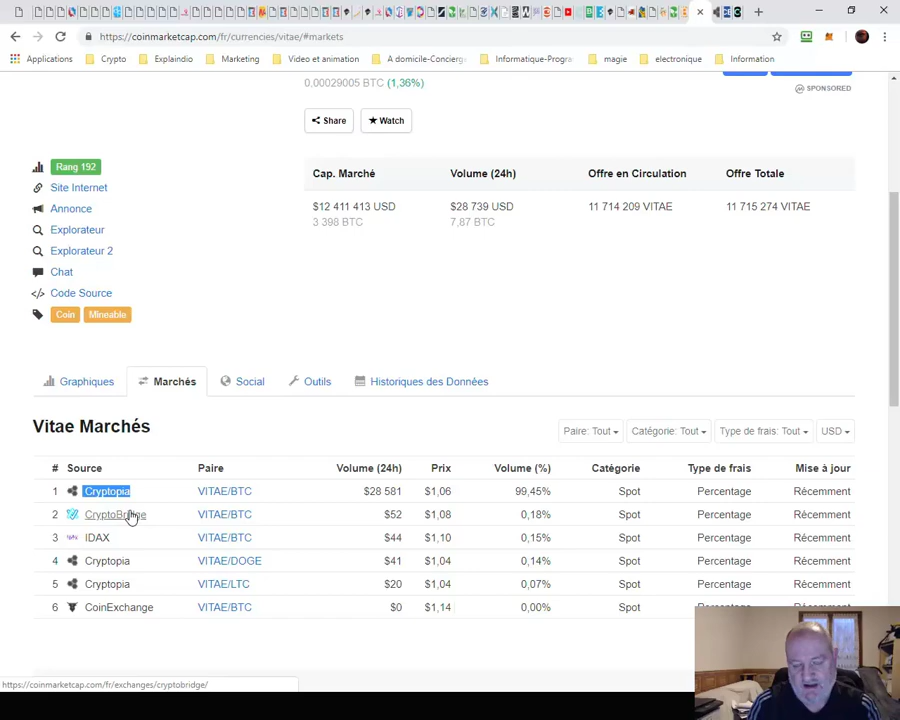 https://coinmarketcap.com/fr/currencies/vitae/#markets
Applications Crypto Explaindio Marketing Video et animation A domicile-Concierg Informatique-Progra magie electronique Information
0,00029005 BTC (1,36%)
SPONSORED
Share Watch
Rang 192
Site Internet
Annonce
Explorateur
Explorateur 2
Chat
Code Source
Coin Mineable
Cap. Marché Volume (24h) Offre en Circulation Offre Totale
$12 411 413 USD $28 739 USD 11 714 209 VITAE 11 715 274 VITAE
3 398 BTC 7,87 BTC
Graphiques Marchés Social Outils Historiques des Données
Vitae Marchés
Paire: Tout Catégorie: Tout Type de frais: Tout USD
# Source Paire Volume (24h) Prix Volume (%) Catégorie Type de frais Mise à jour
1 Cryptopia VITAE/BTC $28 581 $1,06 99,45% Spot Percentage Récemment
2 CryptoBridge VITAE/BTC $52 $1,08 0,18% Spot Percentage Récemment
3 IDAX VITAE/BTC $44 $1,10 0,15% Spot Percentage Récemment
4 Cryptopia VITAE/DOGE $41 $1,04 0,14% Spot Percentage Récemment
5 Cryptopia VITAE/LTC $20 $1,04 0,07% Spot Percentage Récemment
6 CoinExchange VITAE/BTC $0 $1,14 0,00% Spot Percentage Récemment
https://coinmarketcap.com/fr/exchanges/cryptobridge/